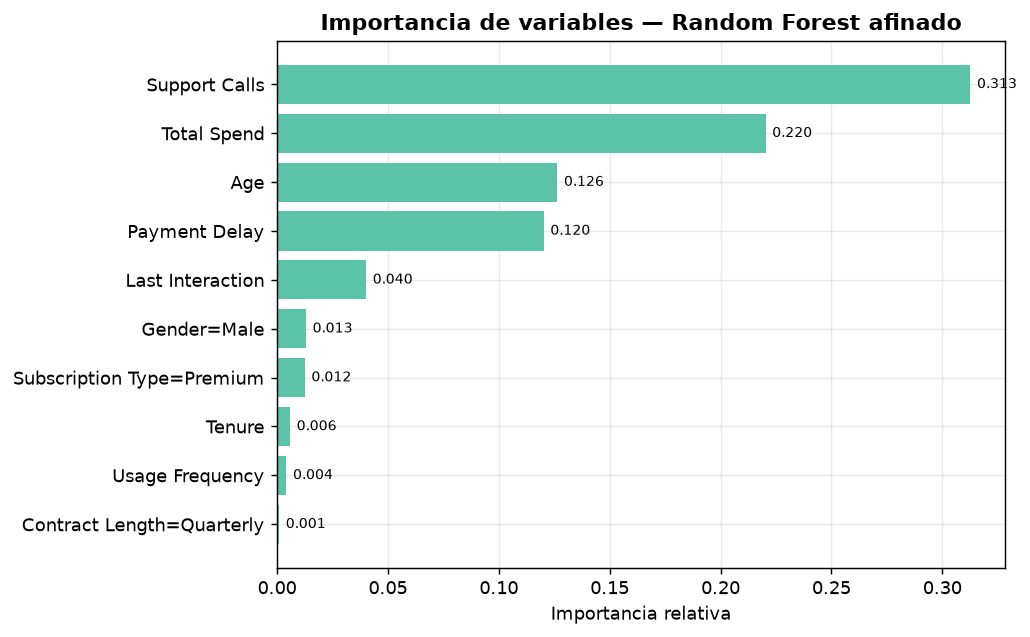 Importancia de variables — Random Forest afinado
Support Calls 0.313
Total Spend 0.220
Age 0.126
Payment Delay 0.120
Last Interaction 0.040
Gender=Male 0.013
Subscription Type=Premium 0.012
Tenure 0.006
Usage Frequency 0.004
Contract Length=Quarterly 0.001
0.00 0.05 0.10 0.15 0.20 0.25 0.30
Importancia relativa